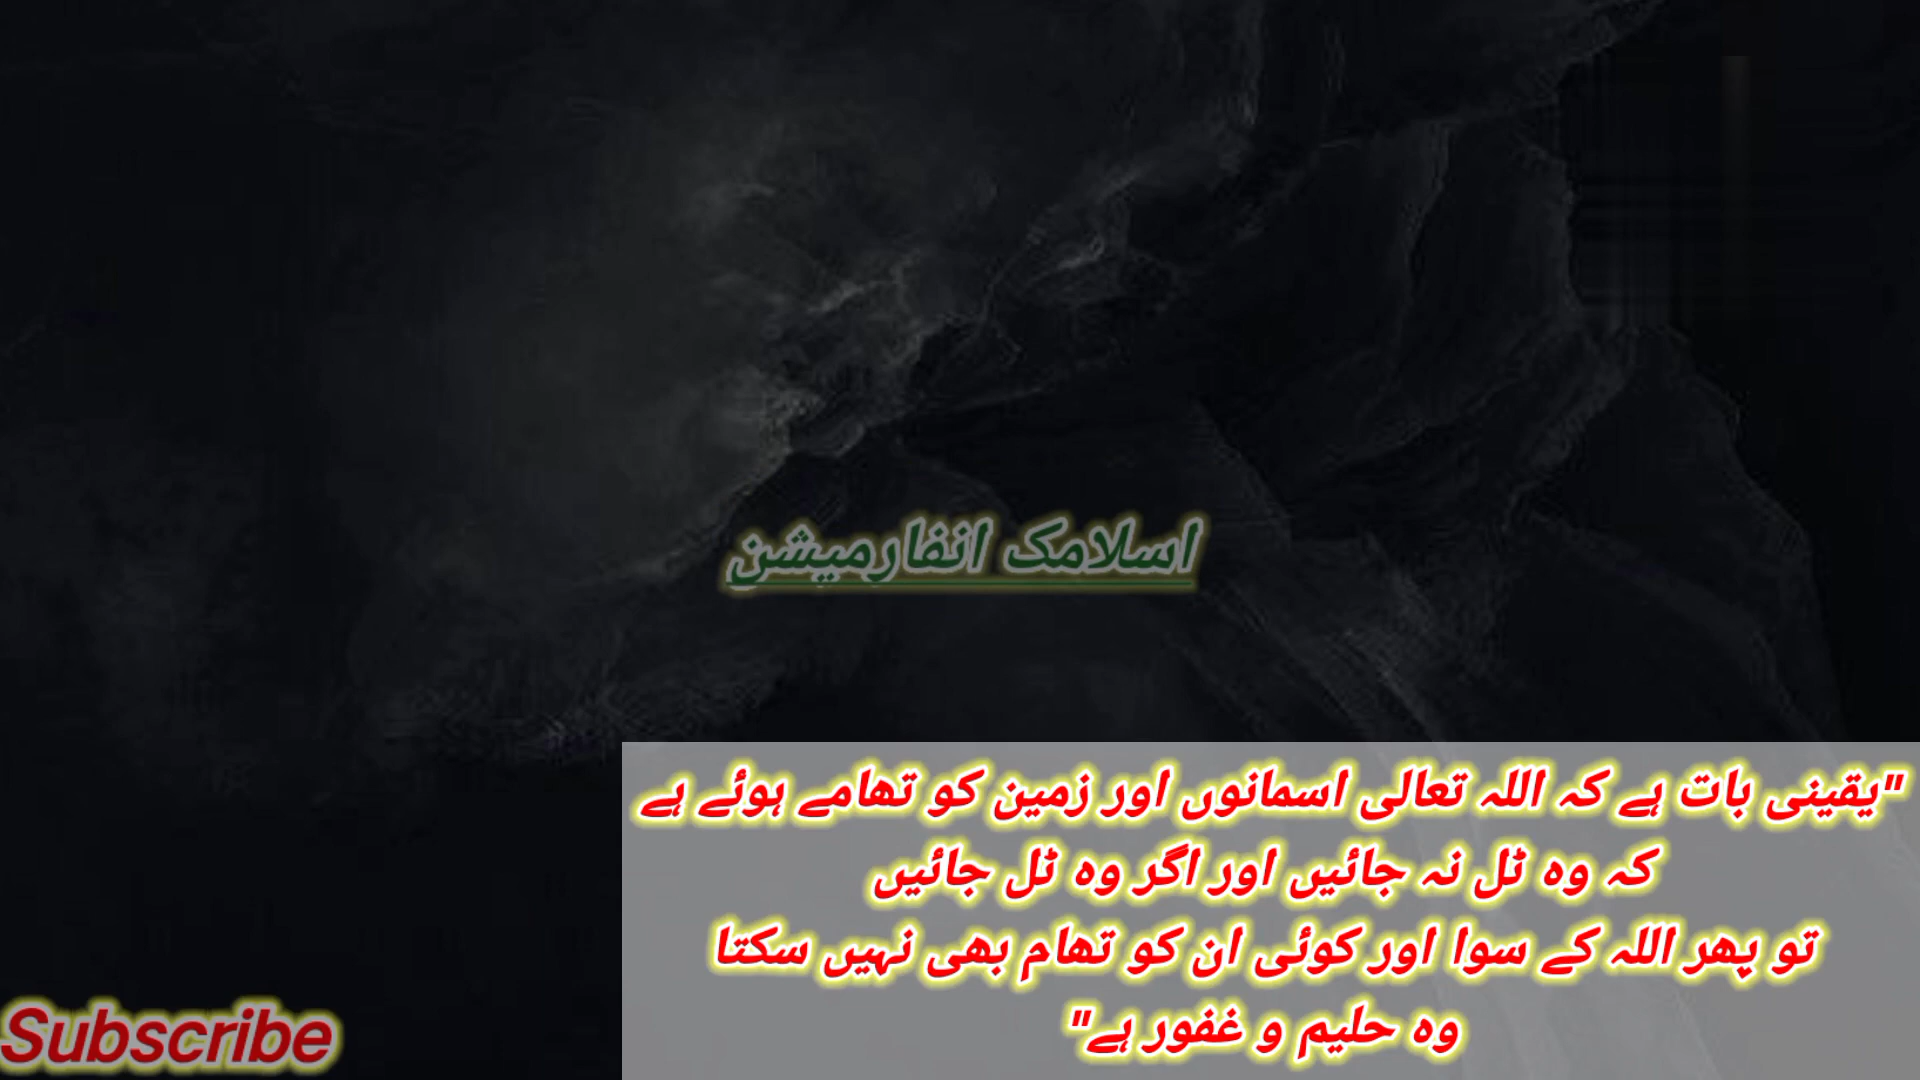 اسلامک انفارمیشن
"یقینی بات ہے کہ اللہ تعالی اسمانوں اور زمین کو تھامے ہوئے ہے
کہ وہ ٹل نہ جائیں اور اگر وہ ٹل جائیں
تو پھر اللہ کے سوا اور کوئی ان کو تھام بھی نہیں سکتا
وہ حلیم و غفور ہے"
Subscribe